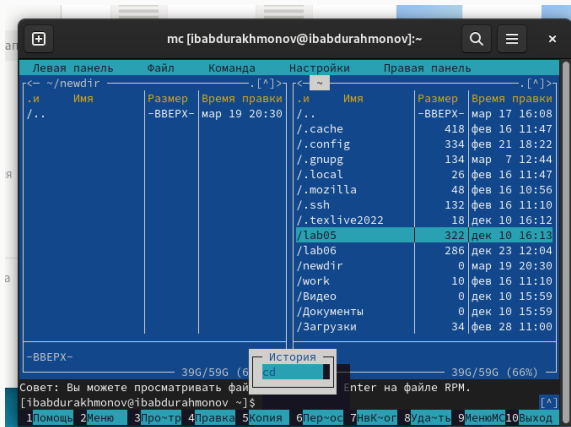 mc [ibabdurakhmonov@ibabdurahmonov]:~
Левая панель Файл Команда Настройки Правая панель
<— ~/newdir .[^]> <— ~ .[^]>
.и Имя Размер Время правки .и Имя Размер Время правки
/.. -ВВЕРХ- мар 19 20:30 /.. -ВВЕРХ- мар 17 16:08
/.cache 418 фев 16 11:47
/.config 334 фев 21 18:22
/.gnupg 134 мар 7 12:44
/.local 26 фев 16 11:47
/.mozilla 48 фев 16 10:56
/.ssh 132 фев 16 11:10
/.texlive2022 18 дек 10 16:12
/lab05 322 дек 10 16:13
/lab06 286 дек 23 12:04
/newdir 0 мар 19 20:30
/work 10 фев 16 11:10
/Видео 0 дек 10 15:59
/Документы 0 дек 10 15:59
/Загрузки 34 фев 28 11:00
-ВВЕРХ-
История
cd
39G/59G (6 39G/59G (66%)
Совет: Вы можете просматривать фай Enter на файле RPM.
[ibabdurakhmonov@ibabdurahmonov ~]$ [^]
1Помощь 2Меню 3Про~тр 4Правка 5Копия 6Пер~ос 7НвК~ог 8Уда~ть 9МенюMC 10Выход